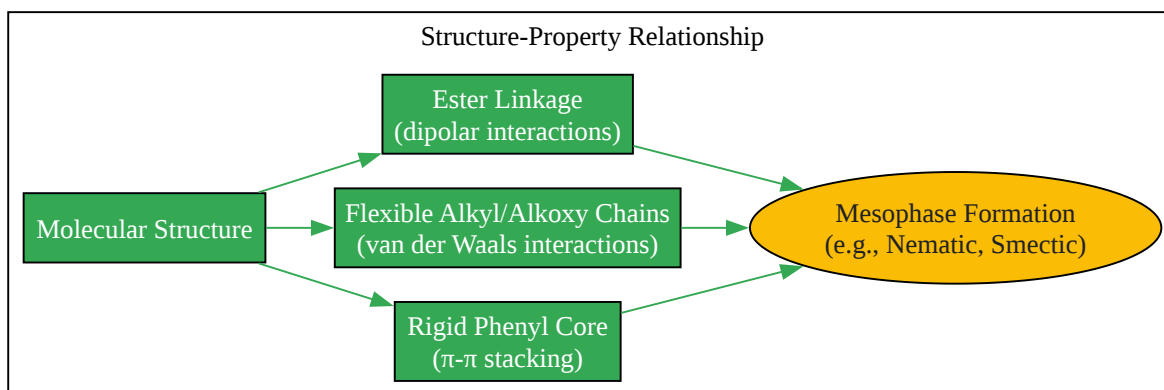 Structure-Property Relationship
Ester Linkage
(dipolar interactions)
Molecular Structure
Flexible Alkyl/Alkoxy Chains
(van der Waals interactions)
Mesophase Formation
(e.g., Nematic, Smectic)
Rigid Phenyl Core
(π-π stacking)